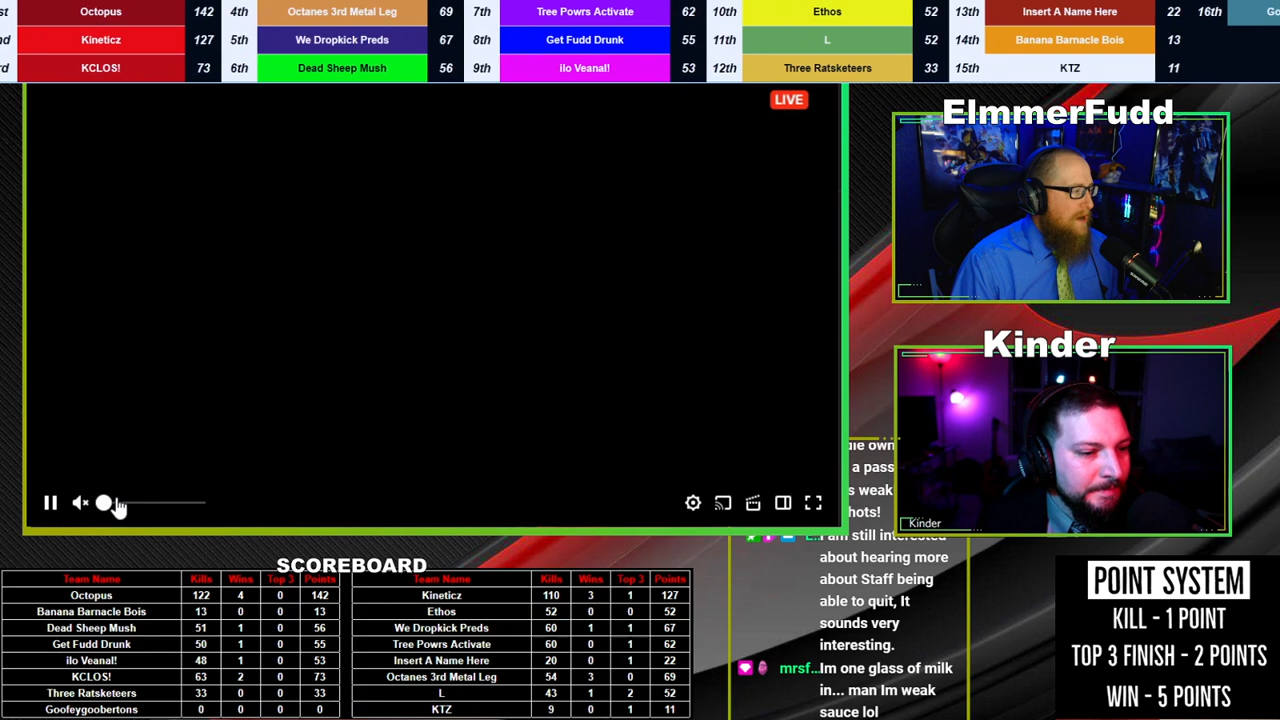 st Octopus 142 4th Octanes 3rd Metal Leg 69 7th Tree Powrs Activate 62 10th Ethos 52 13th Insert A Name Here 22 16th Go
nd Kineticz 127 5th We Dropkick Preds 67 8th Get Fudd Drunk 55 11th L 52 14th Banana Barnacle Bois 13
rd KCLOS! 73 6th Dead Sheep Mush 56 9th ilo Veanal! 53 12th Three Ratsketeers 33 15th KTZ 11
LIVE
ElmmerFudd
Kinder
Kinder
die own
a pass
s weak
hots!
I am still interested
about hearing more
about Staff being
able to quit, It
sounds very
interesting.
mrsf... Im one glass of milk
in... man Im weak
sauce lol
SCOREBOARD
Team Name Kills Wins Top 3 Points
Octopus 122 4 0 142
Banana Barnacle Bois 13 0 0 13
Dead Sheep Mush 51 1 0 56
Get Fudd Drunk 50 1 0 55
ilo Veanal! 48 1 0 53
KCLOS! 63 2 0 73
Three Ratsketeers 33 0 0 33
Goofeygoobertons 0 0 0 0
Team Name Kills Wins Top 3 Points
Kineticz 110 3 1 127
Ethos 52 0 0 52
We Dropkick Preds 60 1 1 67
Tree Powrs Activate 60 0 1 62
Insert A Name Here 20 0 1 22
Octanes 3rd Metal Leg 54 3 0 69
L 43 1 2 52
KTZ 9 0 1 11
POINT SYSTEM
KILL - 1 POINT
TOP 3 FINISH - 2 POINTS
WIN - 5 POINTS